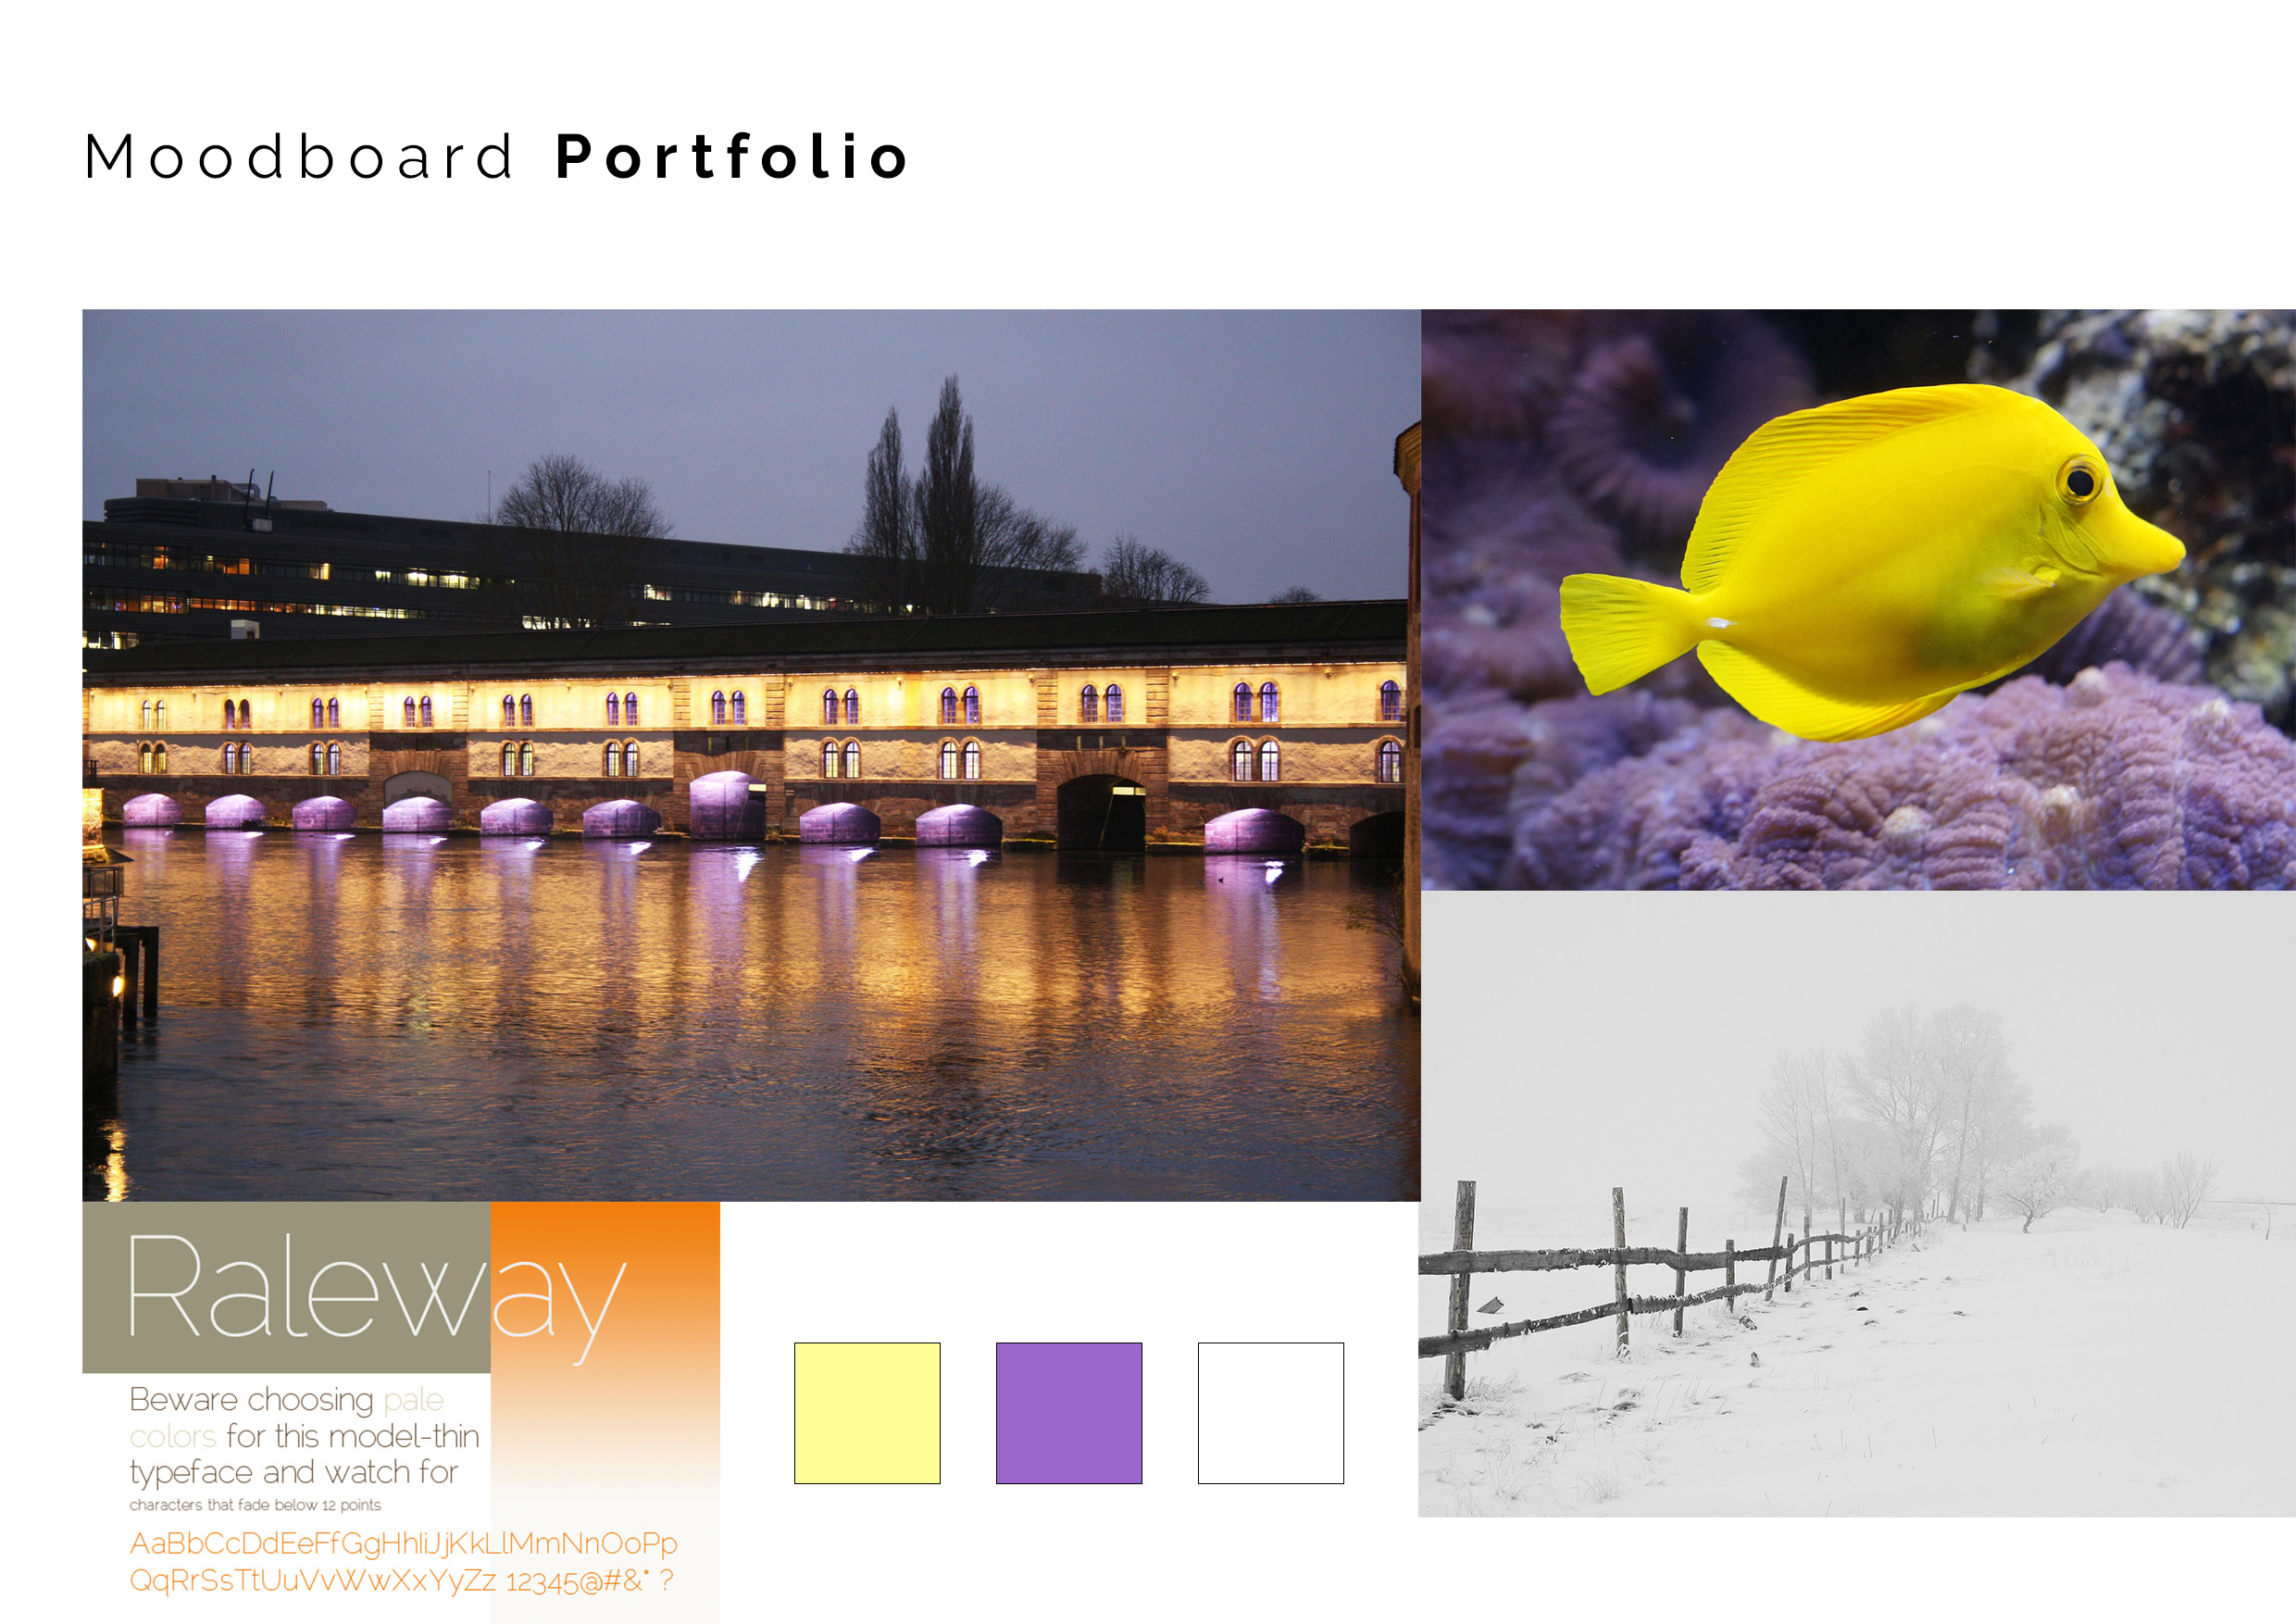 Moodboard Portfolio
Raleway
Beware choosing pale
colors for this model-thin
typeface and watch for
characters that fade below 12 points
AaBbCcDdEeFfGgHhIiJjKkLlMmNnOoPp
QqRrSsTtUuVvWwXxYyZz 12345@#&* ?